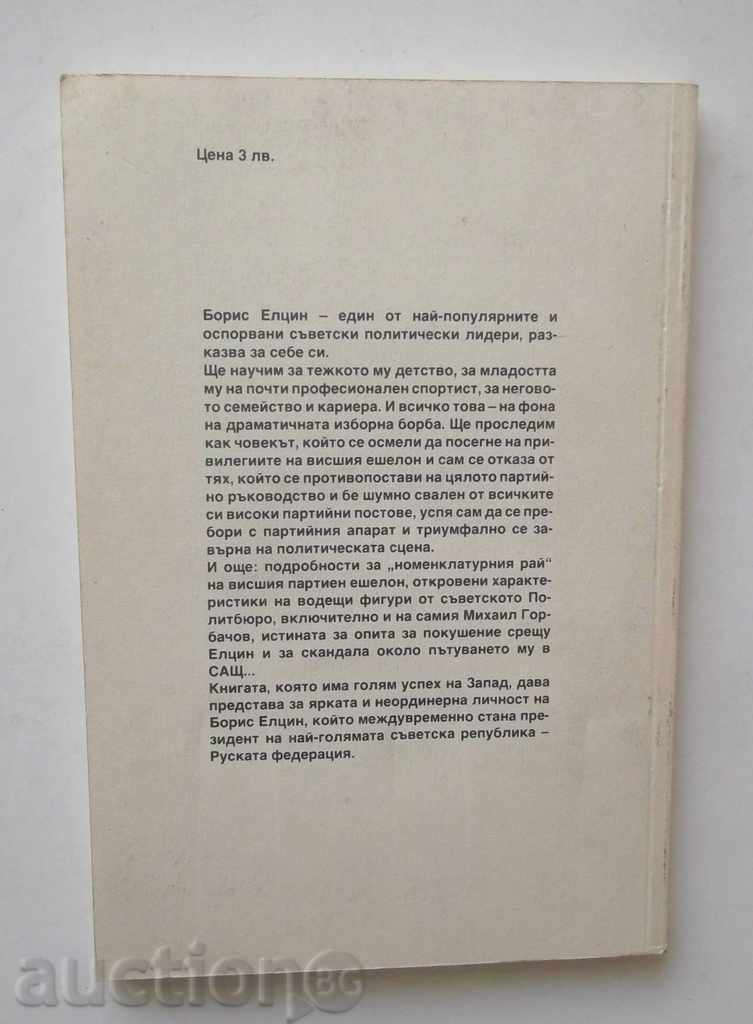 Цена 3 лв.
Борис Елцин – един от най-популярните и
оспорвани съветски политически лидери, раз-
казва за себе си.
Ще научим за тежкото му детство, за младостта
му на почти професионален спортист, за негово-
то семейство и кариера. И всичко това – на фона
на драматичната изборна борба. Ще проследим
как човекът, който се осмели да посегне на при-
вилегиите на висшия ешелон и сам се отказа от
тях, който се противопостави на цялото партий-
но ръководство и бе шумно свален от всичките
си високи партийни постове, успя сам да се пре-
бори с партийния апарат и триумфално се за-
върна на политическата сцена.
И още: подробности за „номенклатурния рай“
на висшия партиен ешелон, откровени характе-
ристики на водещи фигури от съветското По-
литбюро, включително и на самия Михаил Гор-
бачов, истината за опита за покушение срещу
Елцин и за скандала около пътуването му в
САЩ...
Книгата, която има голям успех на Запад, дава
представа за ярката и неординерна личност на
Борис Елцин, който междувременно стана пре-
зидент на най-голямата съветска република –
Руската федерация.
auction BG